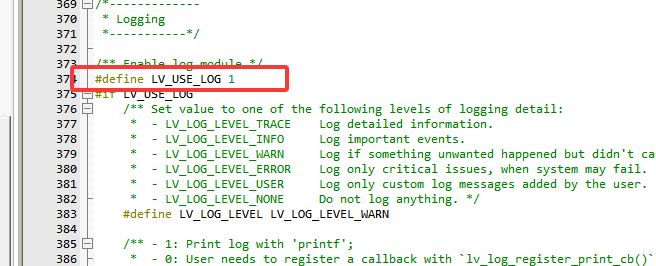 369 /*-------------
370 * Logging
371 *-----------*/
372
373 /** Enable log module */
374 #define LV_USE_LOG 1
375 #if LV_USE_LOG
376 /** Set value to one of the following levels of logging detail:
377 * - LV_LOG_LEVEL_TRACE Log detailed information.
378 * - LV_LOG_LEVEL_INFO Log important events.
379 * - LV_LOG_LEVEL_WARN Log if something unwanted happened but didn't ca
380 * - LV_LOG_LEVEL_ERROR Log only critical issues, when system may fail.
381 * - LV_LOG_LEVEL_USER Log only custom log messages added by the user.
382 * - LV_LOG_LEVEL_NONE Do not log anything. */
383 #define LV_LOG_LEVEL LV_LOG_LEVEL_WARN
384
385 /** - 1: Print log with 'printf';
386 * - 0: User needs to register a callback with `lv_log_register_print_cb()`